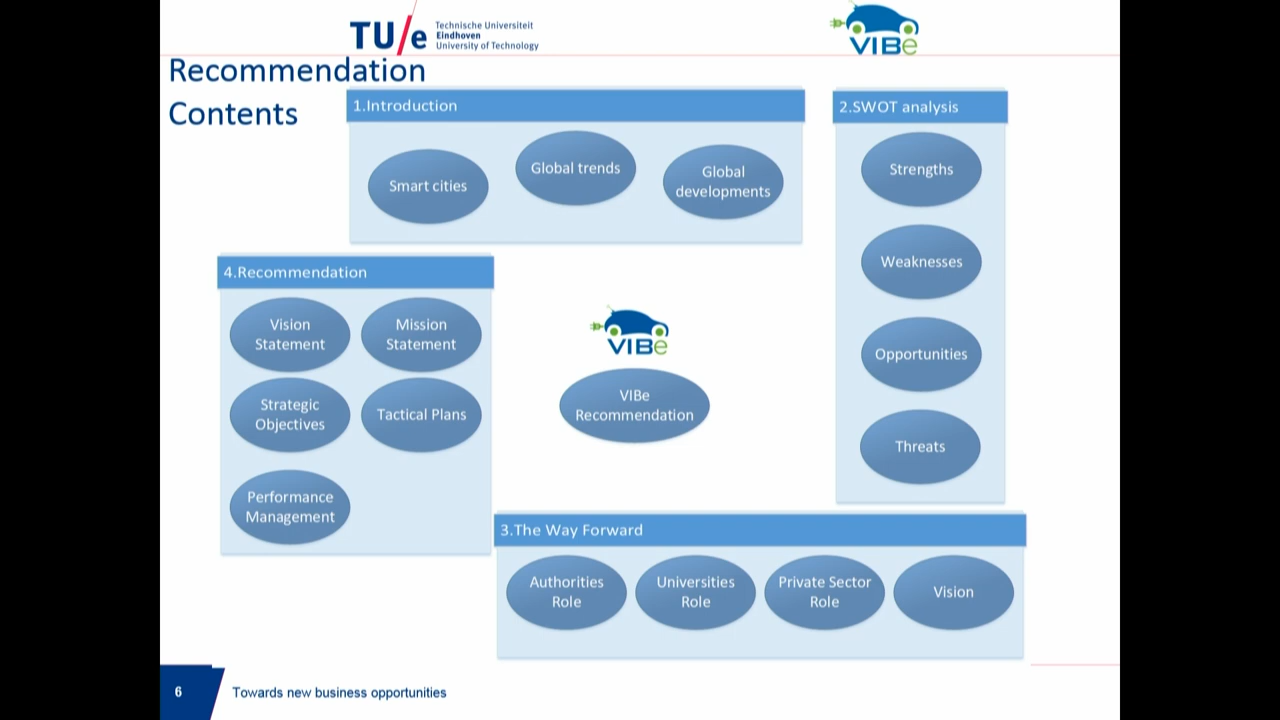 TU/e
Technische Universiteit
Eindhoven
University of Technology
VIBe
Recommendation
Contents
1.Introduction
Smart cities
Global trends
Global
developments
2.SWOT analysis
Strengths
Weaknesses
Opportunities
Threats
4.Recommendation
Vision
Statement
Mission
Statement
Strategic
Objectives
Tactical Plans
Performance
Management
VIBe
VIBe
Recommendation
3.The Way Forward
Authorities
Role
Universities
Role
Private Sector
Role
Vision
6
Towards new business opportunities